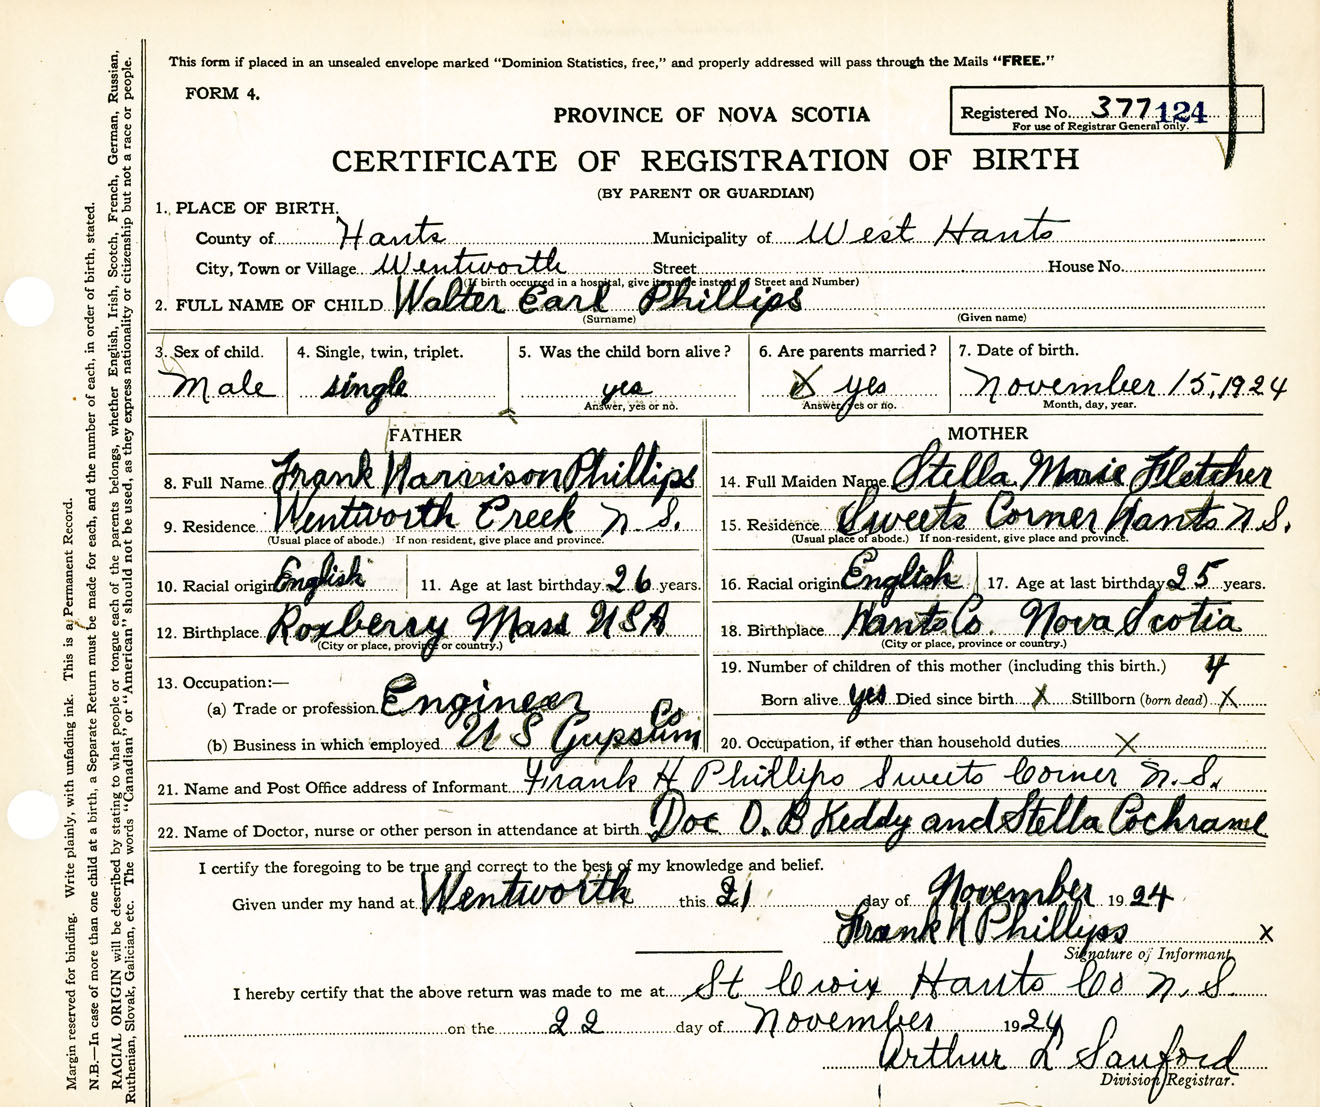 This form if placed in an unsealed envelope marked “Dominion Statistics, free,” and properly addressed will pass through the Mails “FREE.”
FORM 4.
PROVINCE OF NOVA SCOTIA
Registered No. 377124
For use of Registrar General only.
CERTIFICATE OF REGISTRATION OF BIRTH
(BY PARENT OR GUARDIAN)
1. PLACE OF BIRTH.
County of Hants Municipality of West Hants
City, Town or Village Wentworth Street House No.
(If birth occurred in a hospital, give its name instead of Street and Number)
2. FULL NAME OF CHILD Walter Earl Phillips
(Surname) (Given name)
3. Sex of child. 4. Single, twin, triplet. 5. Was the child born alive? 6. Are parents married? 7. Date of birth.
Male single yes X yes November 15, 1924
Answer, yes or no. Answer, yes or no. Month, day, year.
FATHER MOTHER
8. Full Name Frank Harrison Phillips 14. Full Maiden Name Stella Marie Fletcher
9. Residence Wentworth Creek N.S. 15. Residence Sweets Corner Hants N.S.
(Usual place of abode.) If non-resident, give place and province. (Usual place of abode.) If non-resident, give place and province.
10. Racial origin English 11. Age at last birthday 26 years. 16. Racial origin English 17. Age at last birthday 25 years.
12. Birthplace Roxberry Mass USA 18. Birthplace Hants Co. Nova Scotia
(City or place, province or country.) (City or place, province or country.)
13. Occupation:— 19. Number of children of this mother (including this birth.) 4
(a) Trade or profession Engineer Born alive yes Died since birth X Stillborn (born dead) X
(b) Business in which employed U S Gypsum Co 20. Occupation, if other than household duties X
21. Name and Post Office address of Informant Frank H Phillips Sweets Corner N.S.
22. Name of Doctor, nurse or other person in attendance at birth Doc O. B Keddy and Stella Cochrane
I certify the foregoing to be true and correct to the best of my knowledge and belief.
Given under my hand at Wentworth this 21 day of November 1924
Frank H Phillips X
Signature of Informant
I hereby certify that the above return was made to me at St Croix Hants Co N.S.
on the 22 day of November 1924
Arthur L Sanford
Division Registrar.
Margin reserved for binding. Write plainly, with unfading ink. This is a Permanent Record.
N.B.—In case of more than one child at a birth, a Separate Return must be made for each, and the number of each, in order of birth, stated.
RACIAL ORIGIN will be described by stating to what people or tongue each of the parents belongs, whether English, Irish, Scotch, French, German, Russian,
Ruthenian, Slovak, Galician, etc. The words “Canadian” or “American” should not be used, as they express nationality or citizenship but not a race or people.